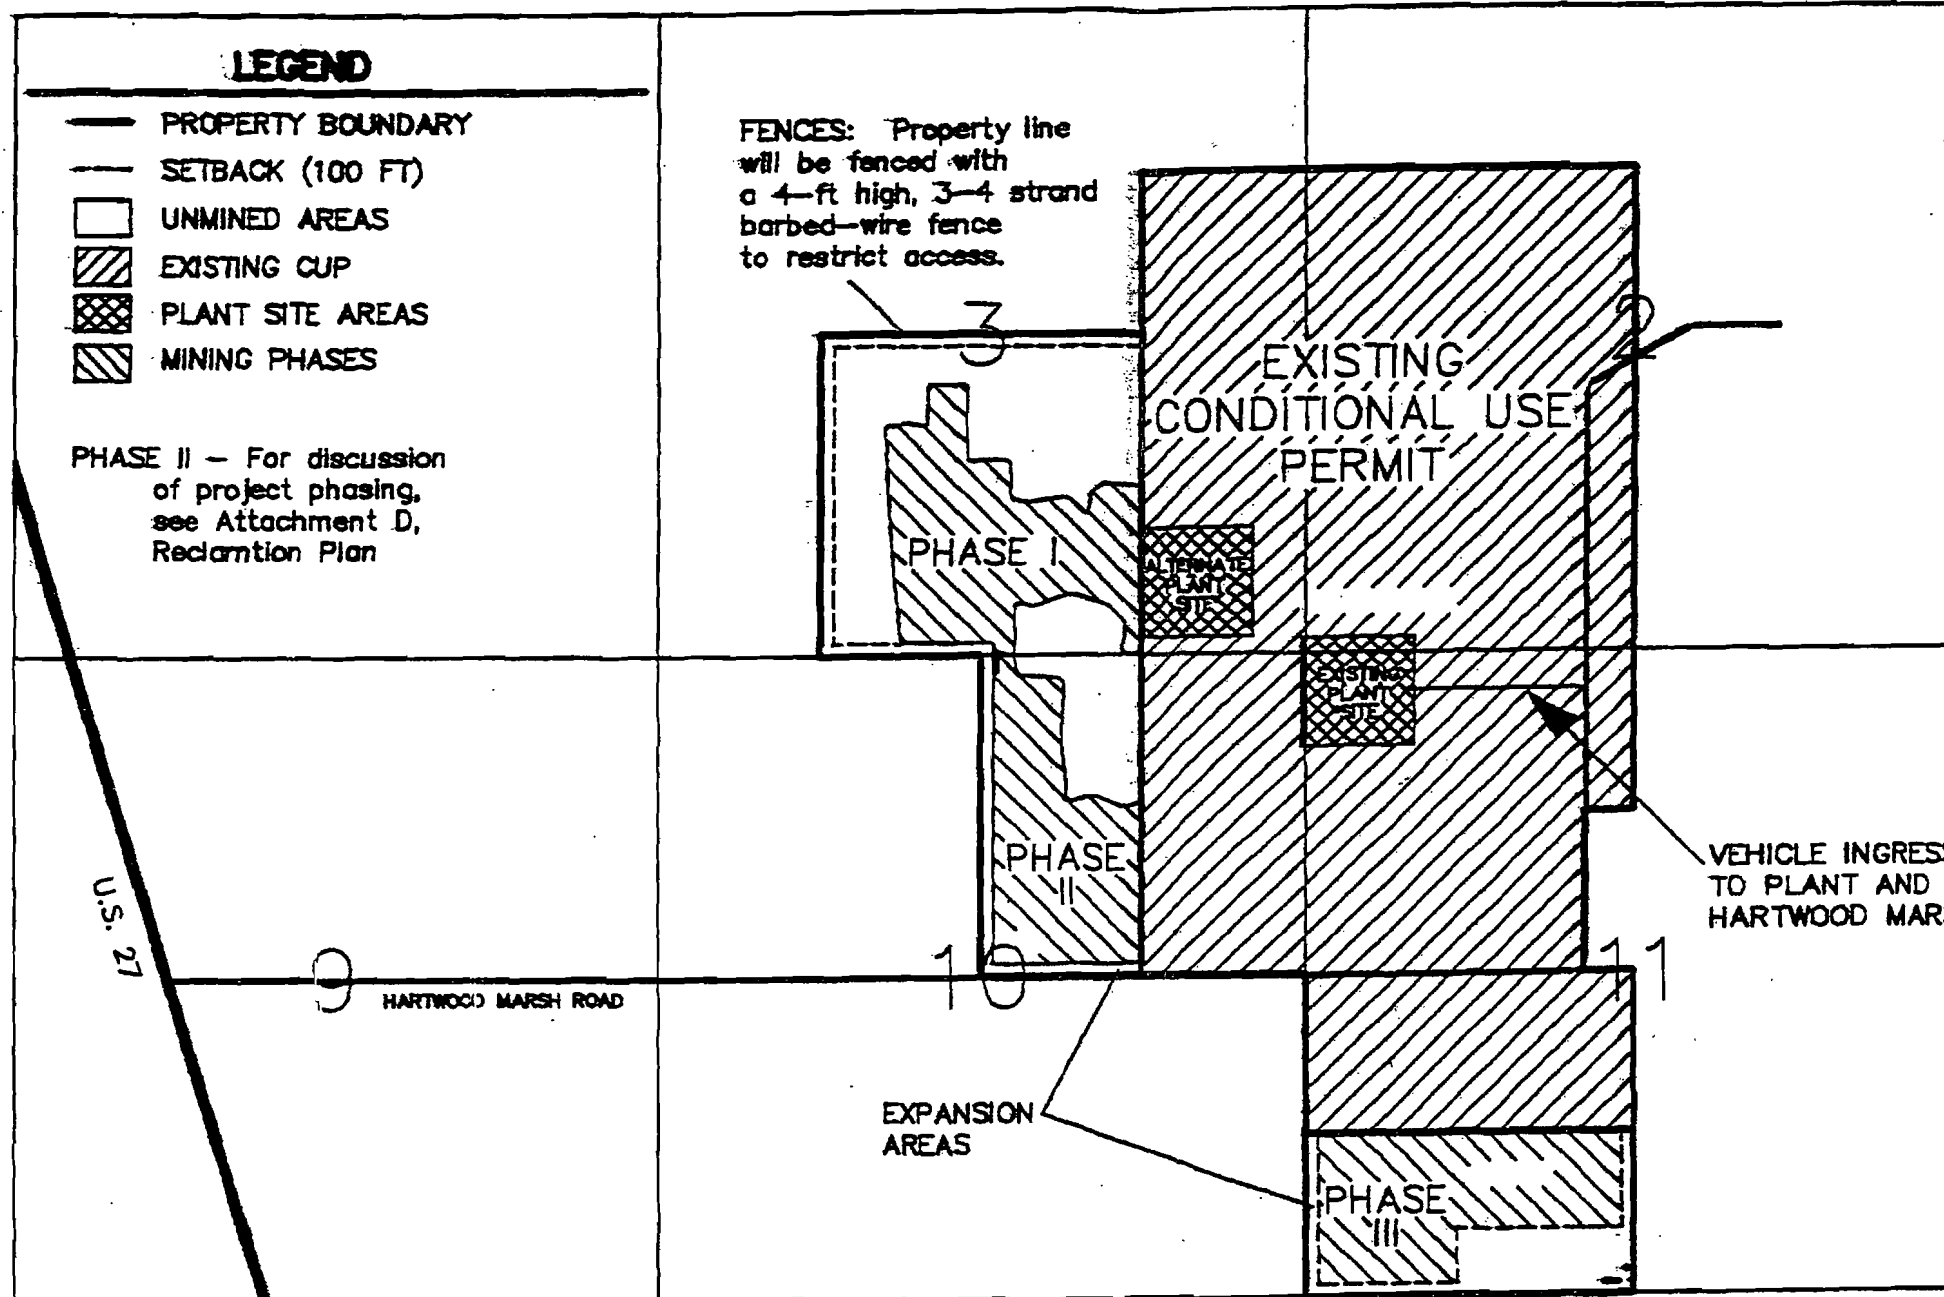 LEGEND
PROPERTY BOUNDARY
SETBACK (100 FT)
UNMINED AREAS
EXISTING CUP
PLANT SITE AREAS
MINING PHASES
PHASE II – For discussion
of project phasing,
see Attachment D,
Reclamtion Plan
FENCES: Property line
will be fenced with
a 4-ft high, 3-4 strand
barbed-wire fence
to restrict access.
3
2
EXISTING
CONDITIONAL USE
PERMIT
PHASE I
ALTERNATE
PLANT
SITE
EXISTING
PLANT
SITE
PHASE
II
VEHICLE INGRESS
TO PLANT AND
HARTWOOD MARS
U.S. 27
9
10
11
HARTWOOD MARSH ROAD
EXPANSION
AREAS
PHASE
III